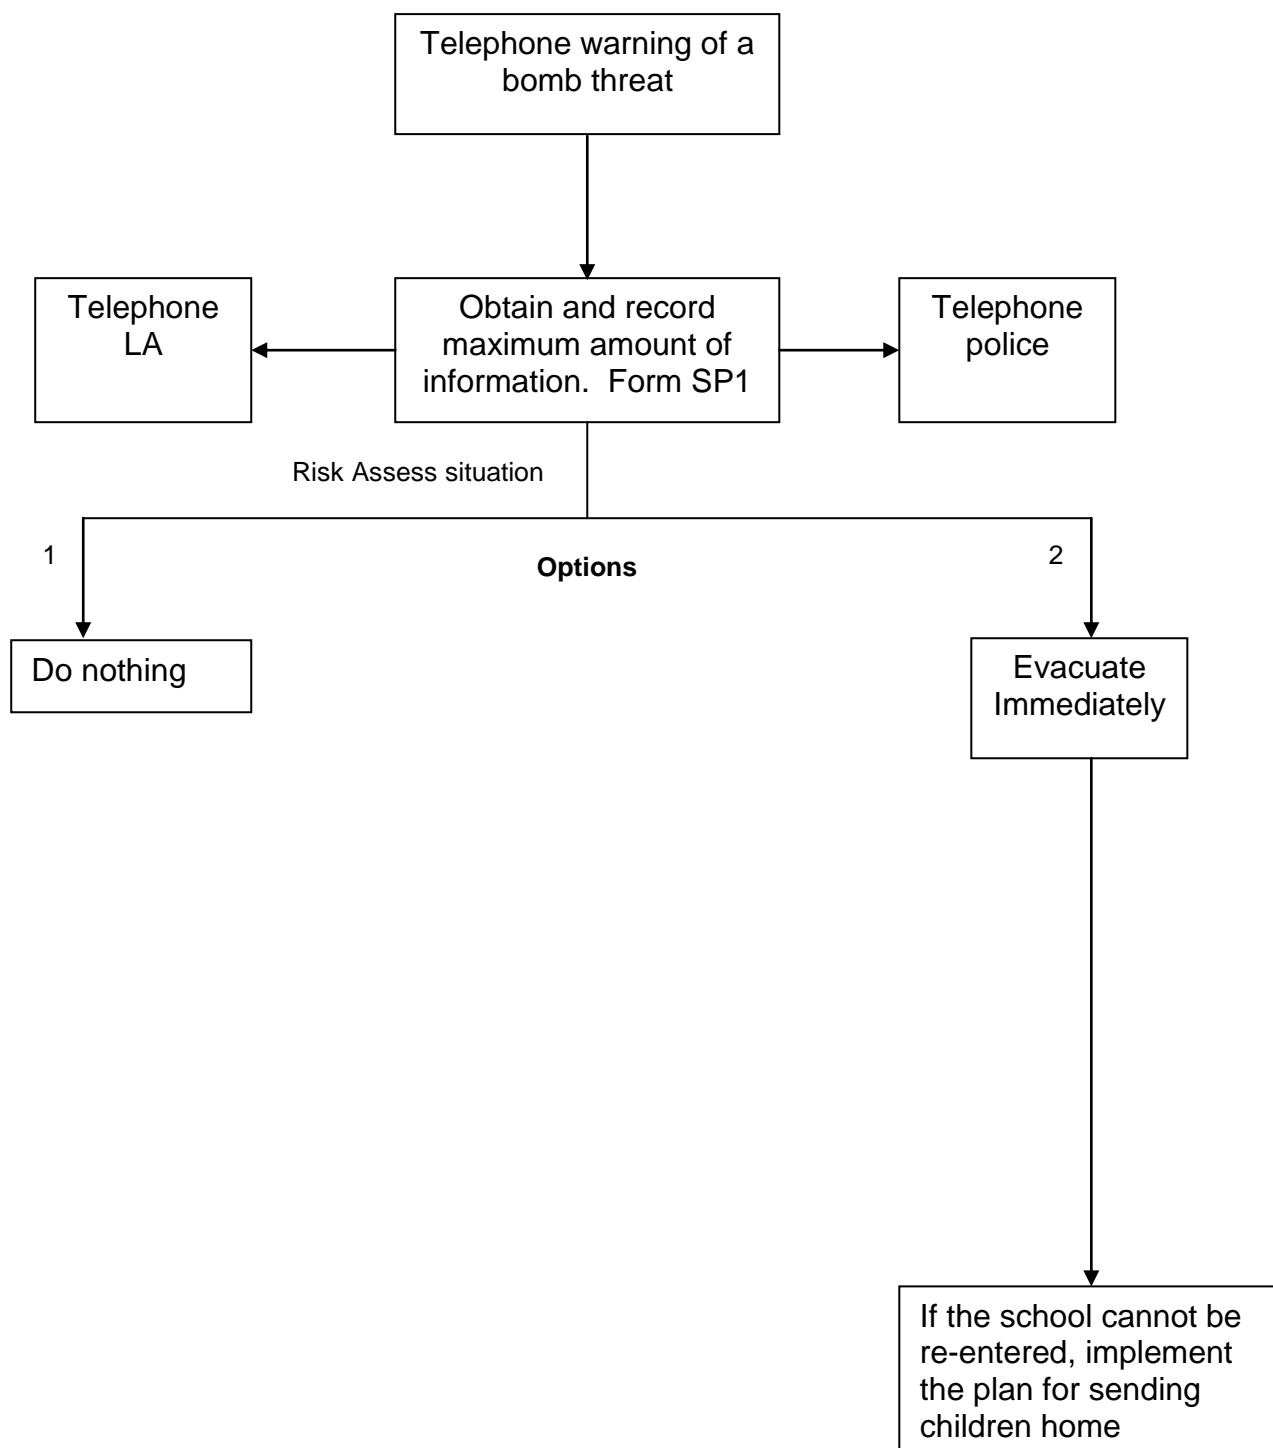 Telephone warning of a
bomb threat
Telephone
LA
Obtain and record
maximum amount of
information.  Form SP1
Telephone
police
Risk Assess situation
1
Options
2
Do nothing
Evacuate
Immediately
If the school cannot be
re-entered, implement
the plan for sending
children home